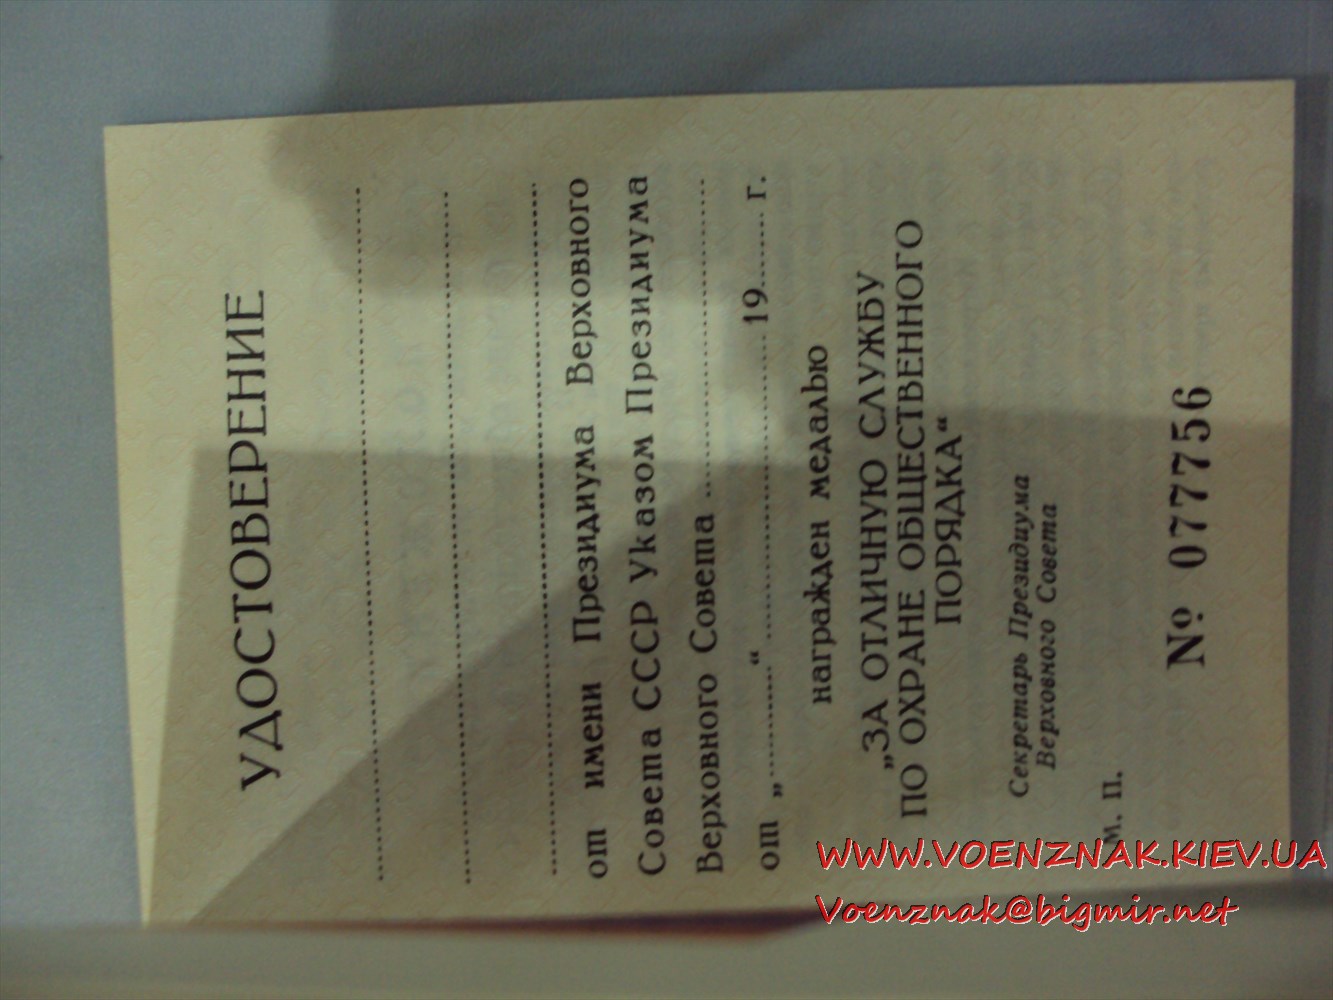 УДОСТОВЕРЕНИЕ
от имени Президиума Верховного
Совета СССР Указом Президиума
Верховного Совета
от „ “ 19 г.
награжден медалью
„ЗА ОТЛИЧНУЮ СЛУЖБУ
ПО ОХРАНЕ ОБЩЕСТВЕННОГО
ПОРЯДКА“
Секретарь Президиума
Верховного Совета
М. П.
№ 077756
WWW.VOENZNAK.KIEV.UA
Voenznak@bigmir.net